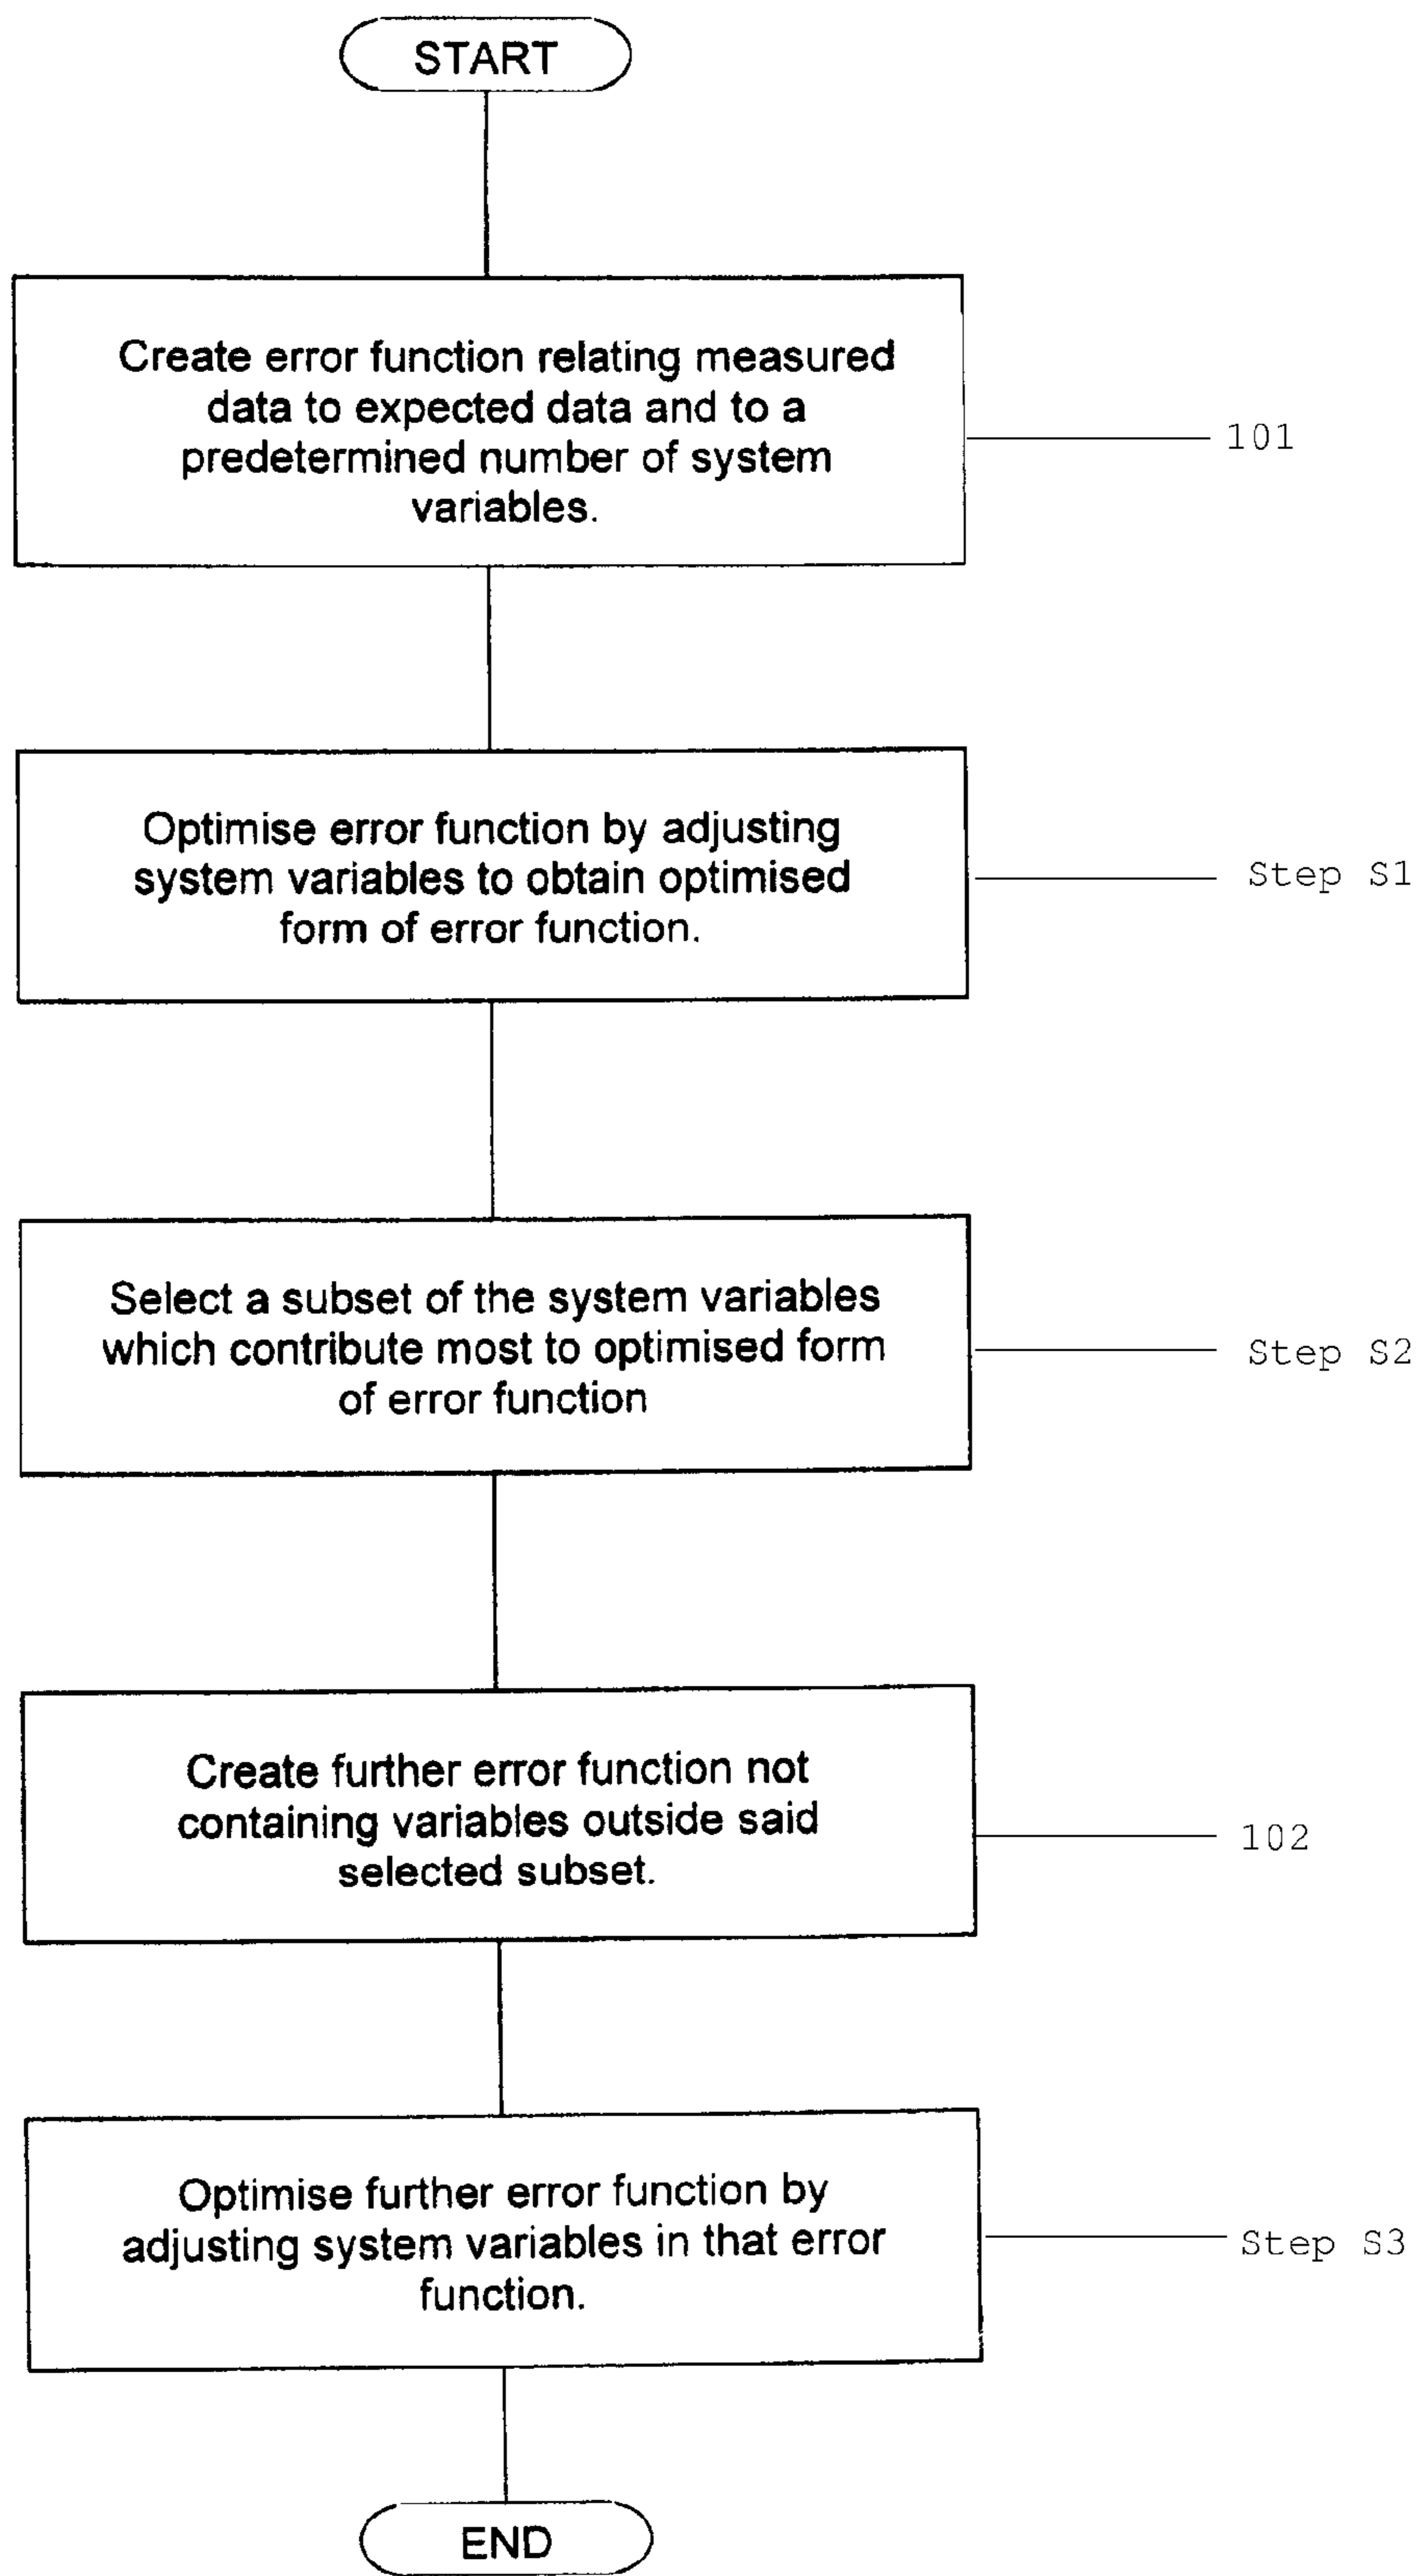 START
Create error function relating measured
data to expected data and to a
predetermined number of system
variables.
101
Optimise error function by adjusting
system variables to obtain optimised
form of error function.
Step S1
Select a subset of the system variables
which contribute most to optimised form
of error function
Step S2
Create further error function not
containing variables outside said
selected subset.
102
Optimise further error function by
adjusting system variables in that error
function.
Step S3
END